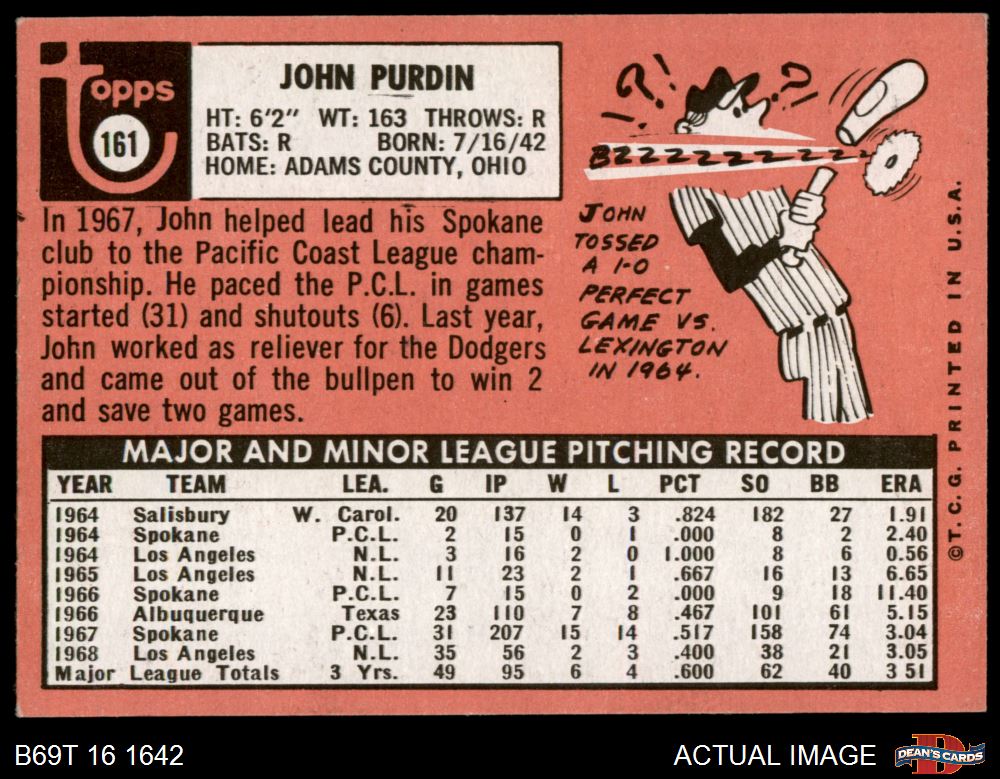 topps
161
JOHN PURDIN
HT: 6'2" WT: 163 THROWS: R
BATS: R BORN: 7/16/42
HOME: ADAMS COUNTY, OHIO
In 1967, John helped lead his Spokane
club to the Pacific Coast League cham-
pionship. He paced the P.C.L. in games
started (31) and shutouts (6). Last year,
John worked as reliever for the Dodgers
and came out of the bullpen to win 2
and save two games.
?! ?!
BZZZZZZZZZZ
JOHN
TOSSED
A 1-0
PERFECT
GAME VS.
LEXINGTON
IN 1964.
©T.C.G. PRINTED IN U.S.A.
MAJOR AND MINOR LEAGUE PITCHING RECORD
YEAR TEAM LEA. G IP W L PCT SO BB ERA
1964 Salisbury W. Carol. 20 137 14 3 .824 182 27 1.91
1964 Spokane P.C.L. 2 15 0 1 .000 8 2 2.40
1964 Los Angeles N.L. 3 16 2 0 1.000 8 6 0.56
1965 Los Angeles N.L. 11 23 2 1 .667 16 13 6.65
1966 Spokane P.C.L. 7 15 0 2 .000 9 18 11.40
1966 Albuquerque Texas 23 110 7 8 .467 101 61 5.15
1967 Spokane P.C.L. 31 207 15 14 .517 158 74 3.04
1968 Los Angeles N.L. 35 56 2 3 .400 38 21 3.05
Major League Totals 3 Yrs. 49 95 6 4 .600 62 40 3 51
B69T 16 1642
ACTUAL IMAGE
DEAN'S CARDS